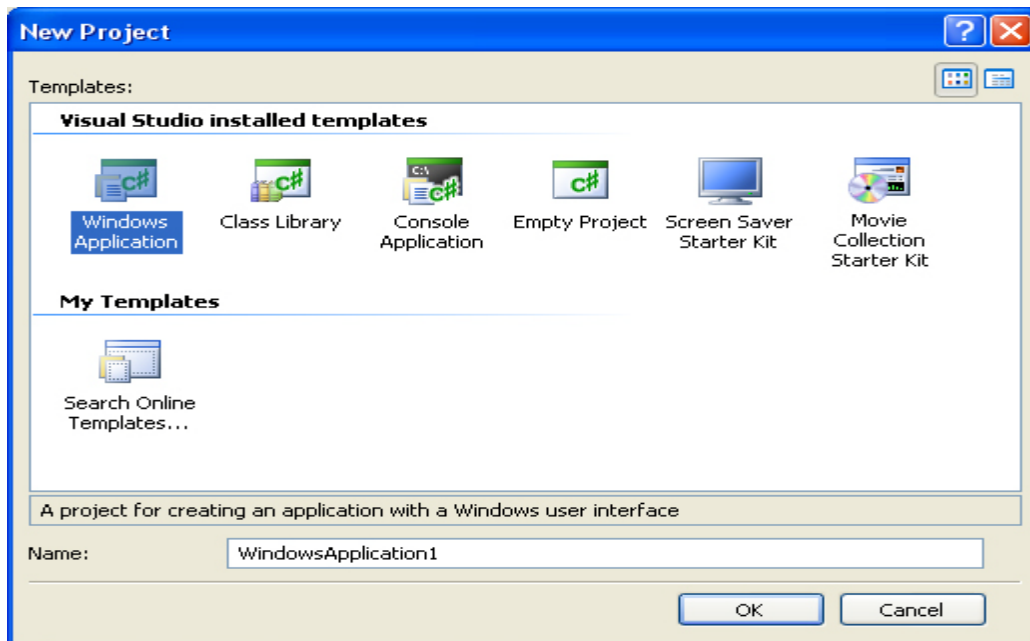 New Project
Templates:
Visual Studio installed templates
Windows Application
Class Library
Console Application
Empty Project
Screen Saver Starter Kit
Movie Collection Starter Kit
My Templates
Search Online Templates...
A project for creating an application with a Windows user interface
Name:
WindowsApplication1
OK
Cancel